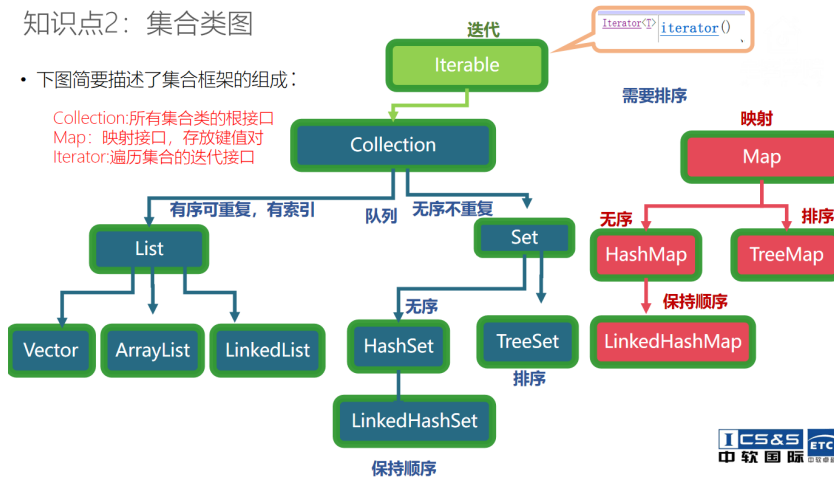 知识点2：集合类图
迭代
Iterator<T> iterator()
Iterable
• 下图简要描述了集合框架的组成：
需要排序
Collection:所有集合类的根接口
Map：映射接口，存放键值对
Iterator:遍历集合的迭代接口
映射
Collection
Map
有序可重复，有索引
队列
无序不重复
无序
排序
List
Set
HashMap
TreeMap
无序
保持顺序
Vector
ArrayList
LinkedList
HashSet
TreeSet
LinkedHashMap
排序
LinkedHashSet
保持顺序
ICS&S
ETC
中软国际